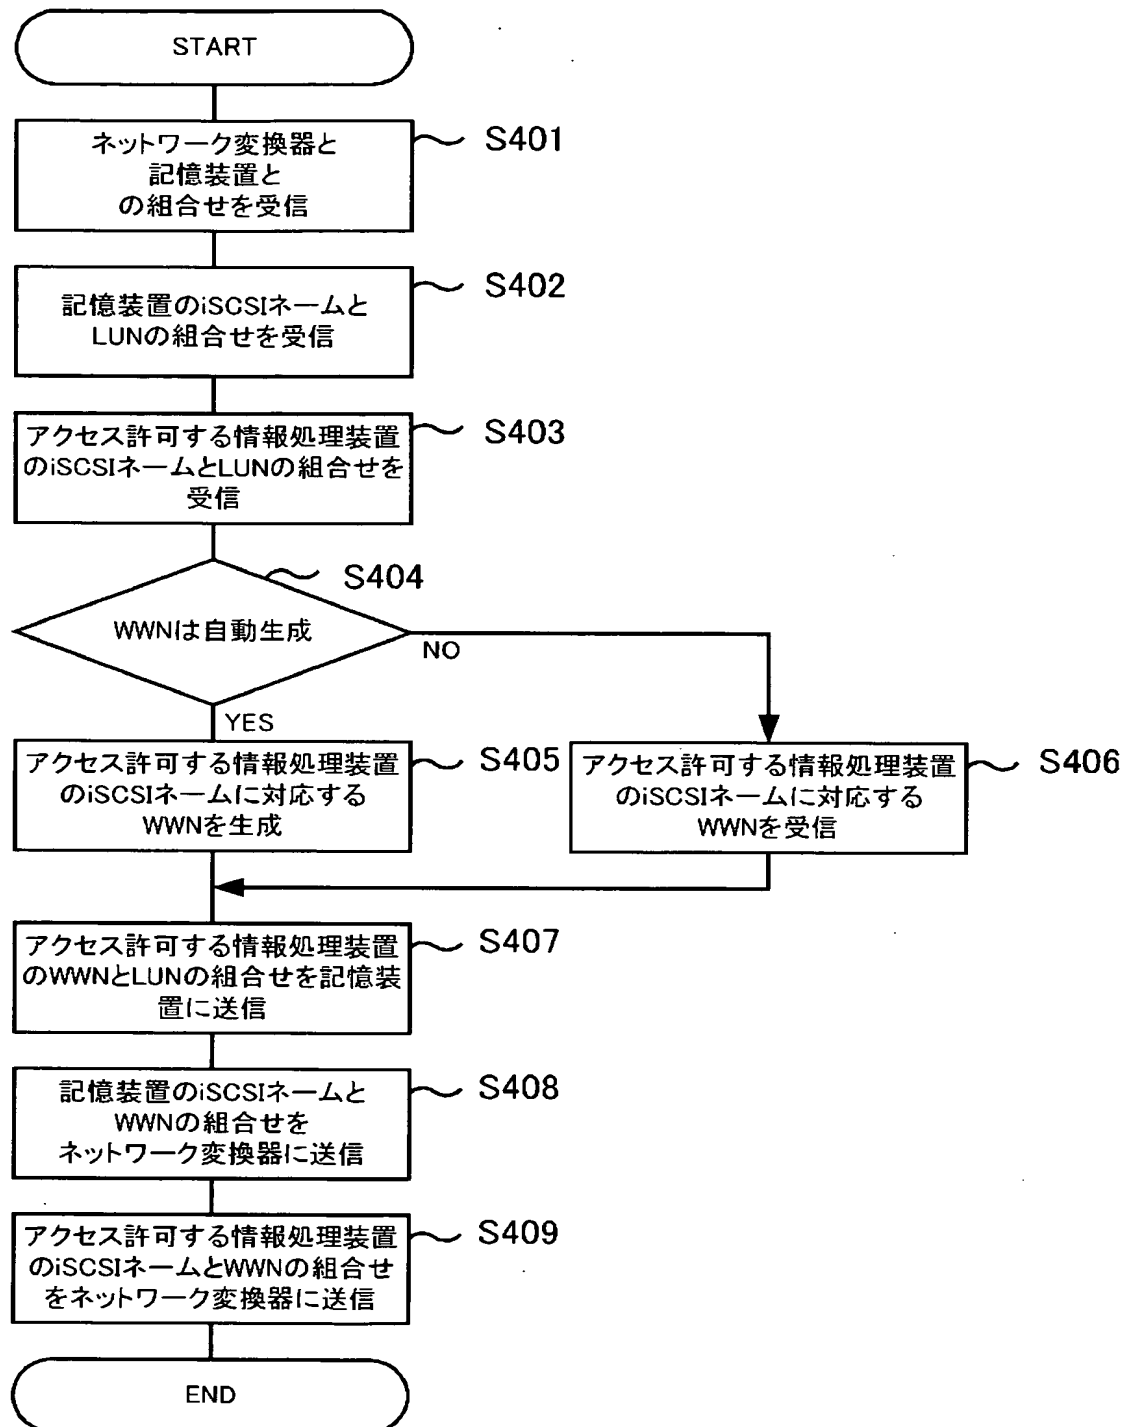 START
ネットワーク変換器と
記憶装置と
の組合せを受信
S401
記憶装置のiSCSIネームと
LUNの組合せを受信
S402
アクセス許可する情報処理装置
のiSCSIネームとLUNの組合せを
受信
S403
S404
WWNは自動生成
NO
YES
アクセス許可する情報処理装置
のiSCSIネームに対応する
WWNを生成
S405
アクセス許可する情報処理装置
のiSCSIネームに対応する
WWNを受信
S406
アクセス許可する情報処理装置
のWWNとLUNの組合せを記憶装
置に送信
S407
記憶装置のiSCSIネームと
WWNの組合せを
ネットワーク変換器に送信
S408
アクセス許可する情報処理装置
のiSCSIネームとWWNの組合せ
をネットワーク変換器に送信
S409
END